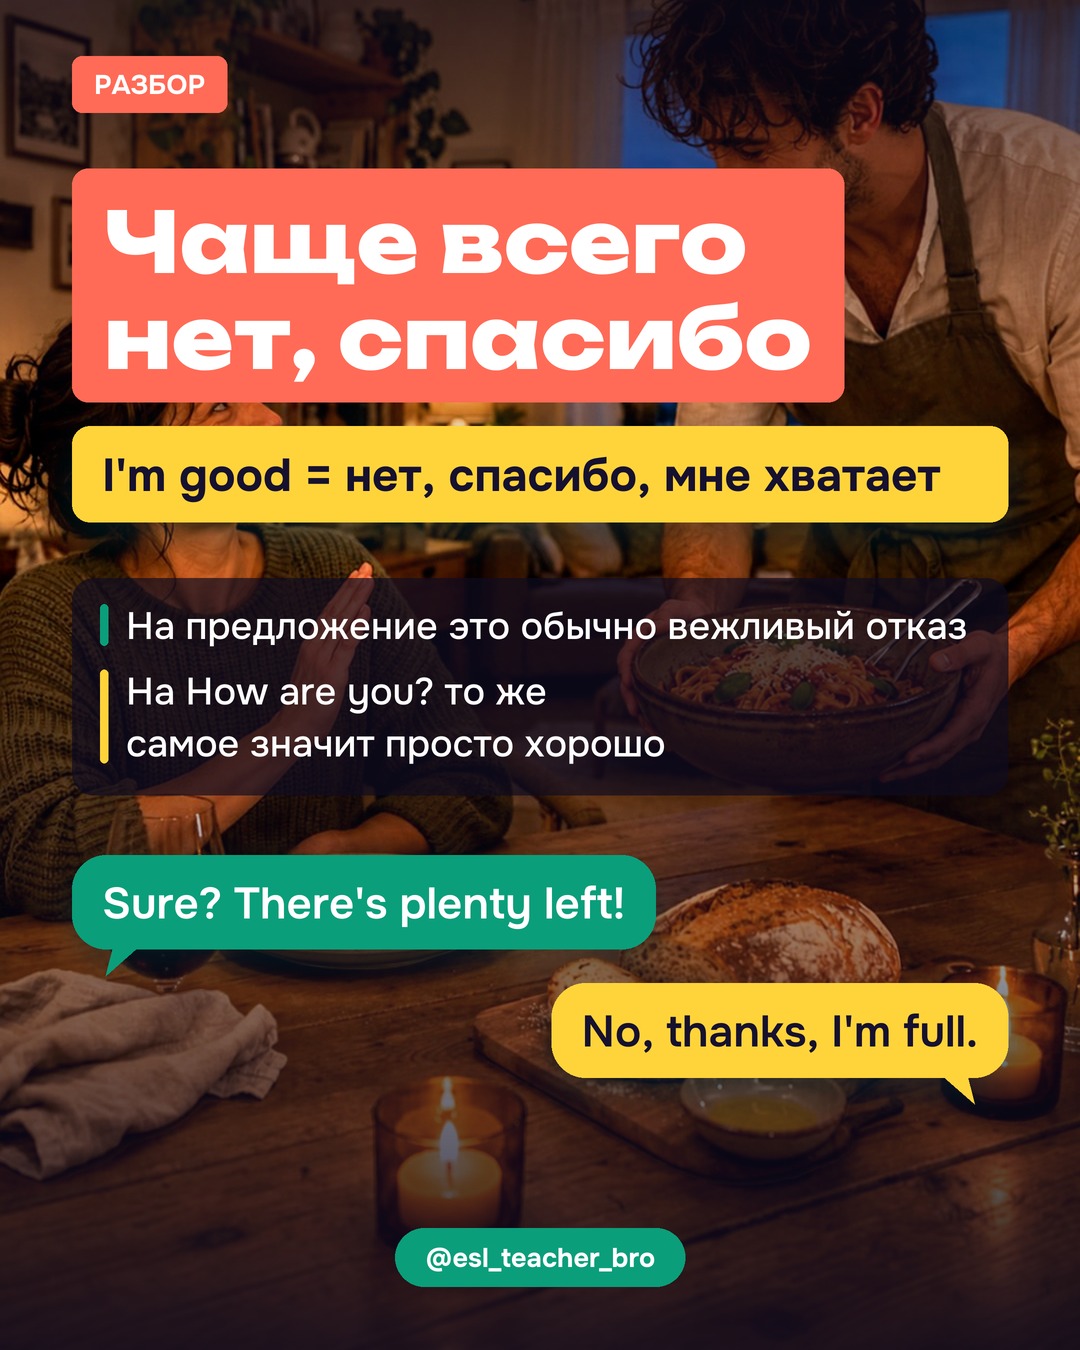 РАЗБОР
Чаще всего
нет, спасибо
I'm good = нет, спасибо, мне хватает
На предложение это обычно вежливый отказ
На How are you? то же
самое значит просто хорошо
Sure? There's plenty left!
No, thanks, I'm full.
@esl_teacher_bro